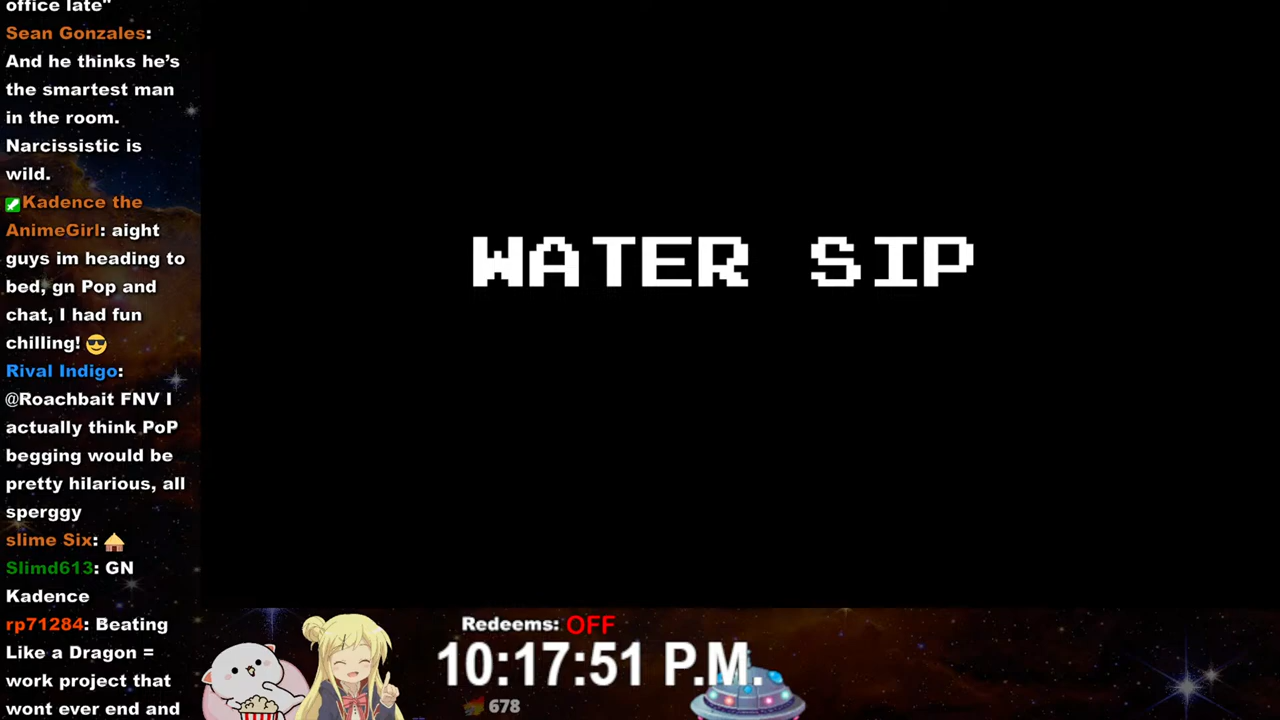 office late"
Sean Gonzales:
And he thinks he’s
the smartest man
in the room.
Narcissistic is
wild.
Kadence the
AnimeGirl: aight
guys im heading to
bed, gn Pop and
chat, I had fun
chilling! 😎
Rival Indigo:
@Roachbait FNV I
actually think PoP
begging would be
pretty hilarious, all
sperggy
slime Six: 🛖
Slimd613: GN
Kadence
rp71284: Beating
Like a Dragon =
work project that
wont ever end and
WATER SIP
Redeems: OFF
10:17:51 P.M.
678